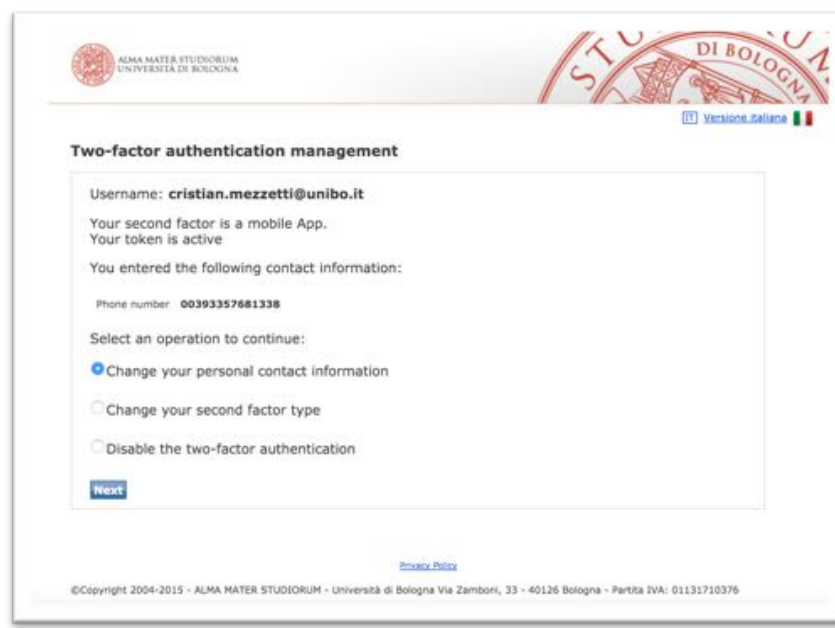 ALMA MATER STUDIORUM
UNIVERSITÀ DI BOLOGNA
STU
DI BOLOGNA
IT Versione italiana
Two-factor authentication management
Username: cristian.mezzetti@unibo.it
Your second factor is a mobile App.
Your token is active
You entered the following contact information:
Phone number 00393357681338
Select an operation to continue:
Change your personal contact information
Change your second factor type
Disable the two-factor authentication
Next
Privacy Policy
©Copyright 2004-2015 - ALMA MATER STUDIORUM - Università di Bologna Via Zamboni, 33 - 40126 Bologna - Partita IVA: 01131710376